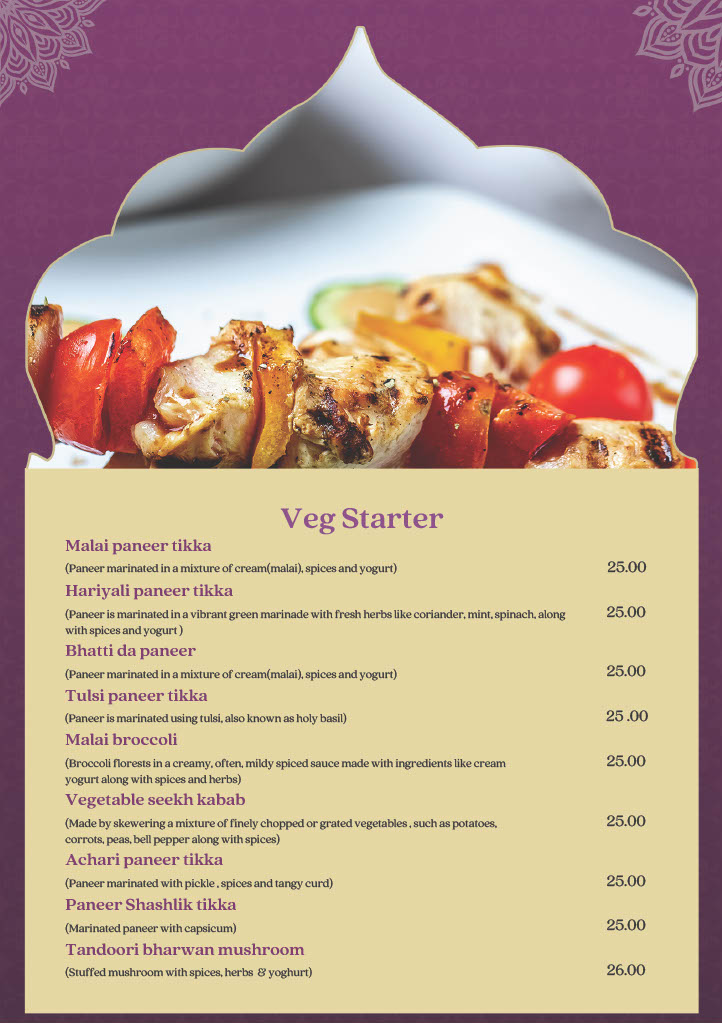 Veg Starter
Malai paneer tikka
(Paneer marinated in a mixture of cream(malai), spices and yogurt) 25.00
Hariyali paneer tikka
(Paneer is marinated in a vibrant green marinade with fresh herbs like coriander, mint, spinach, along 25.00
with spices and yogurt )
Bhatti da paneer
(Paneer marinated in a mixture of cream(malai), spices and yogurt) 25.00
Tulsi paneer tikka
(Paneer is marinated using tulsi, also known as holy basil) 25 .00
Malai broccoli
(Broccoli florests in a creamy, often, mildy spiced sauce made with ingredients like cream 25.00
yogurt along with spices and herbs)
Vegetable seekh kabab
(Made by skewering a mixture of finely chopped or grated vegetables , such as potatoes, 25.00
corrots, peas, bell pepper along with spices)
Achari paneer tikka
(Paneer marinated with pickle , spices and tangy curd) 25.00
Paneer Shashlik tikka
(Marinated paneer with capsicum) 25.00
Tandoori bharwan mushroom
(Stuffed mushroom with spices, herbs & yoghurt) 26.00